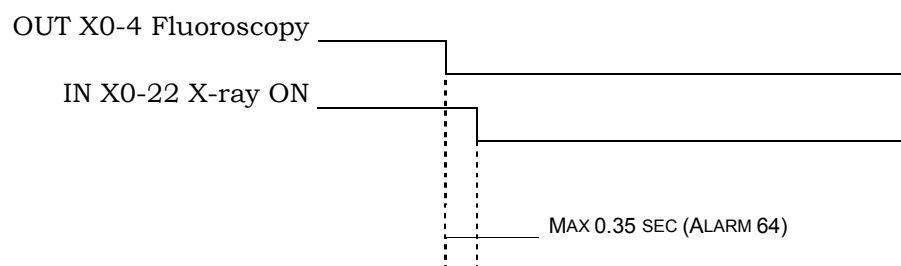 OUT X0-4 Fluoroscopy
IN X0-22 X-ray ON
MAX 0.35 SEC (ALARM 64)